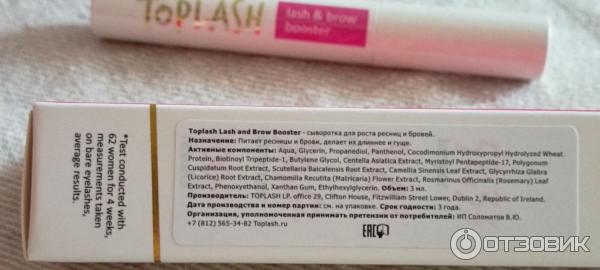 TOPLASH
lash & brow
booster
*Test conducted with
62 women for 4 weeks,
measurements taken
on bare eyelashes,
average results.
Toplash Lash and Brow Booster - сыворотка для роста ресниц и бровей.
Назначение: Питает ресницы и брови, делает их длиннее и гуще.
Активные компоненты: Aqua, Glycerin, Propanediol, Panthenol, Cocodimonium Hydroxypropyl Hydrolyzed Wheat
Protein, Biotinoyl Tripeptide-1, Butylene Glycol, Centella Asiatica Extract, Myristoyl Pentapeptide-17, Polygonum
Cuspidatum Root Extract, Scutellaria Baicalensis Root Extract, Camellia Sinensis Leaf Extract, Glycyrrhiza Glabra
(Licorice) Root Extract, Chamomilla Recutita (Matricaria) Flower Extract, Rosmarinus Officinalis (Rosemary) Leaf
Extract, Phenoxyethanol, Xanthan Gum, Ethylhexylglycerin. Объем: 3 мл.
Производитель: TOPLASH LP. office 29, Clifton House, Fitzwilliam Street Lower, Dublin 2, Republic of Ireland.
Дата производства и номер партии: см. на упаковке. Срок годности: 3 года.
Организация, уполномоченная принимать претензии от потребителей: ИП Соломатов В.Ю.
+7 (812) 565-34-82 Toplash.ru
EAC
ОТЗОВИК